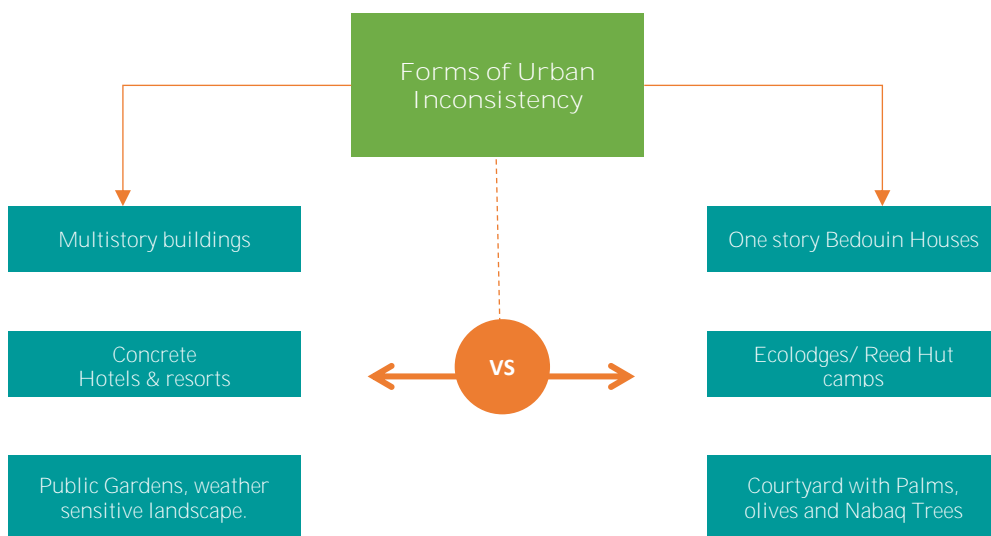 Forms of Urban
Inconsistency
Multistory buildings
One story Bedouin Houses
Concrete
Hotels & resorts
VS
Ecolodges/ Reed Hut
camps
Public Gardens, weather
sensitive landscape.
Courtyard with Palms,
olives and Nabaq Trees